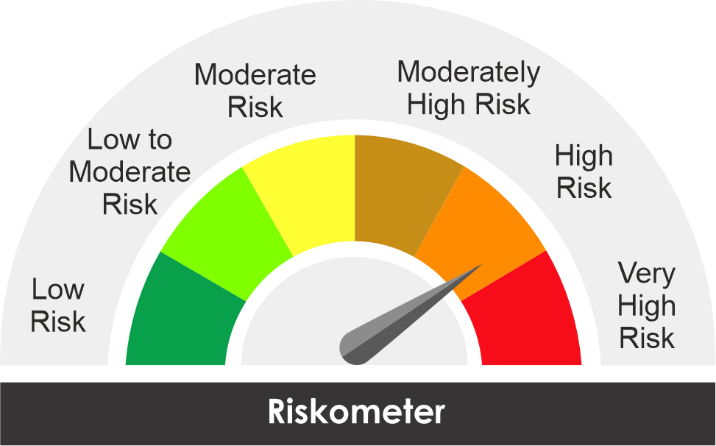 Low
Risk
Low to
Moderate
Risk
Moderate
Risk
Moderately
High Risk
High
Risk
Very
High
Risk
Riskometer